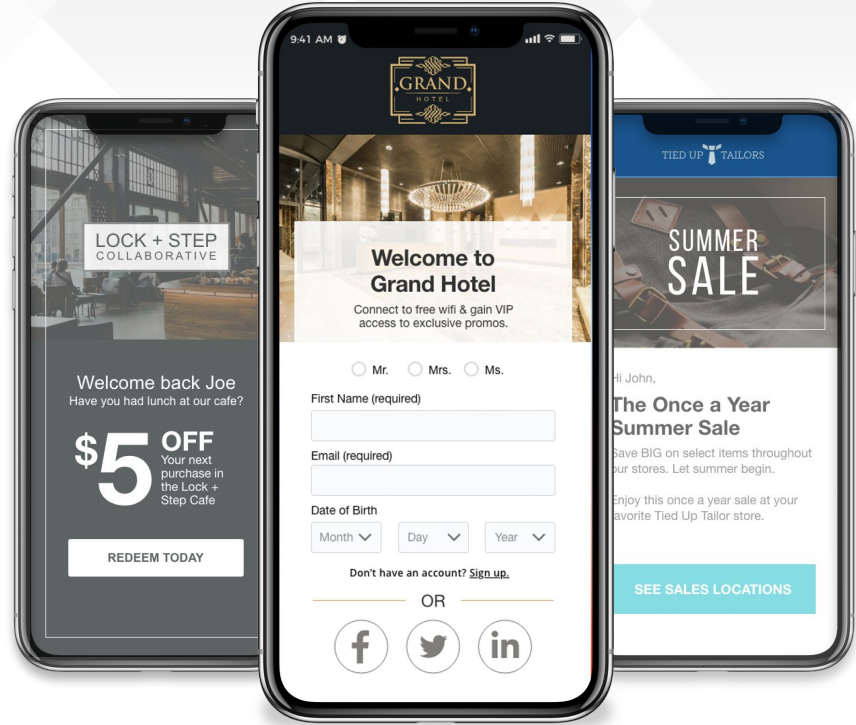 LOCK + STEP
COLLABORATIVE
Welcome back Joe
Have you had lunch at our cafe?
$5 OFF
Your next
purchase in
the Lock +
Step Cafe
REDEEM TODAY
9:41 AM
GRAND
HOTEL
Welcome to
Grand Hotel
Connect to free wifi & gain VIP
access to exclusive promos.
Mr. Mrs. Ms.
First Name (required)
Email (required)
Date of Birth
Month Day Year
Don't have an account? Sign up.
OR
f in
TIED UP TAILORS
SUMMER
SALE
Hi John,
The Once a Year
Summer Sale
Save BIG on select items throughout
our stores. Let summer begin.
Enjoy this once a year sale at your
favorite Tied Up Tailor store.
SEE SALES LOCATIONS